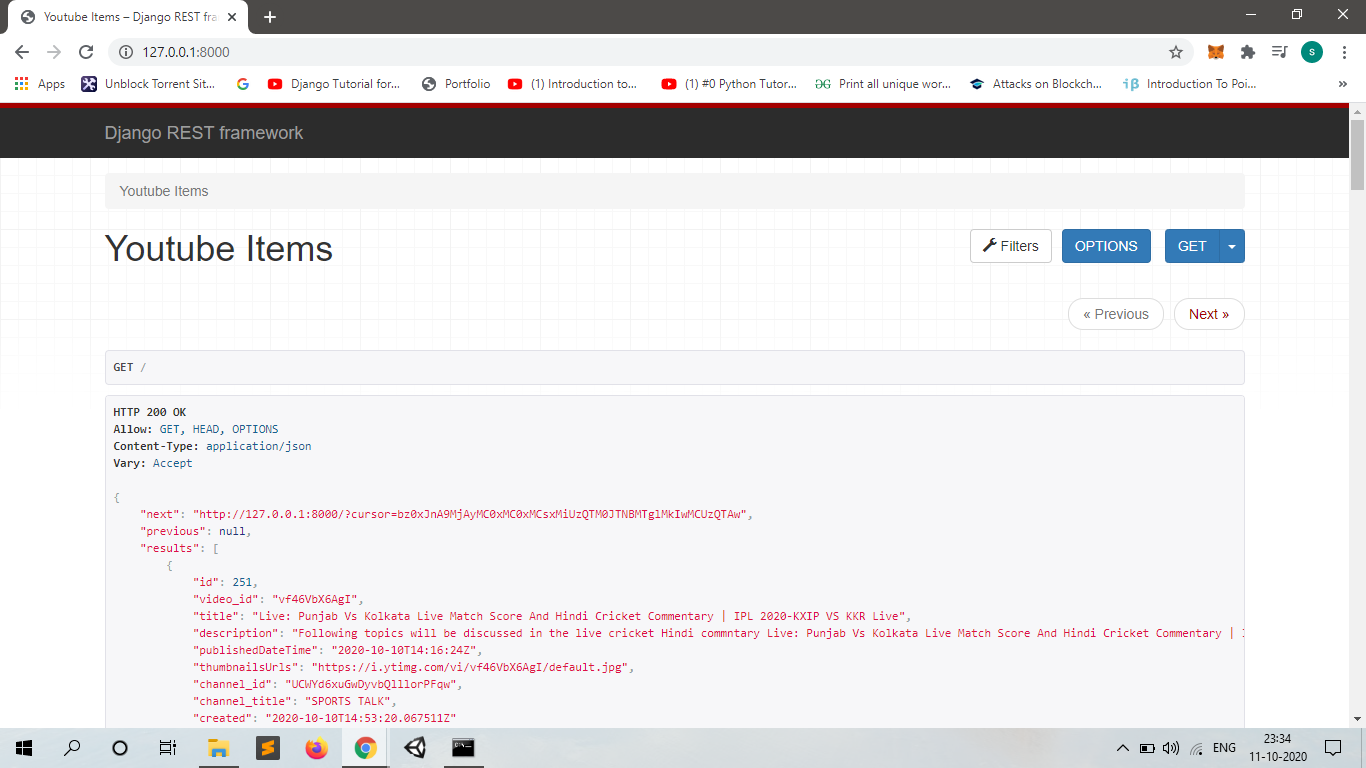 Youtube Items – Django REST fra
127.0.0.1:8000
Apps Unblock Torrent Sit... Django Tutorial for... Portfolio (1) Introduction to... (1) #0 Python Tutor... Print all unique wor... Attacks on Blockch... Introduction To Poi... »
Django REST framework
Youtube Items
Youtube Items
Filters OPTIONS GET
« Previous Next »
GET /
HTTP 200 OK
Allow: GET, HEAD, OPTIONS
Content-Type: application/json
Vary: Accept
{
"next": "http://127.0.0.1:8000/?cursor=bz0xJnA9MjAyMC0xMC0xMCsxMiUzQTM0JTNBMTglMkIwMCUzQTAw",
"previous": null,
"results": [
{
"id": 251,
"video_id": "vf46VbX6AgI",
"title": "Live: Punjab Vs Kolkata Live Match Score And Hindi Cricket Commentary | IPL 2020-KXIP VS KKR Live",
"description": "Following topics will be discussed in the live cricket Hindi commntary Live: Punjab Vs Kolkata Live Match Score And Hindi Cricket Commentary |
"publishedDateTime": "2020-10-10T14:16:24Z",
"thumbnailsUrls": "https://i.ytimg.com/vi/vf46VbX6AgI/default.jpg",
"channel_id": "UCWYd6xuGwDyvbQlllorPFqw",
"channel_title": "SPORTS TALK",
"created": "2020-10-10T14:53:20.067511Z"
ENG
23:34
11-10-2020